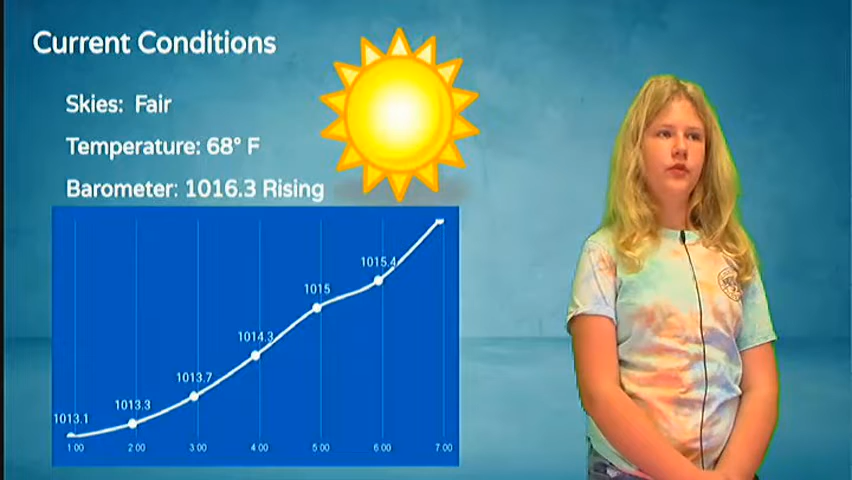 Current Conditions
Skies: Fair
Temperature: 68° F
Barometer: 1016.3 Rising
1015.4
1015
1014.3
1013.7
1013.3
1013.1
1:00 2:00 3:00 4:00 5:00 6:00 7:00